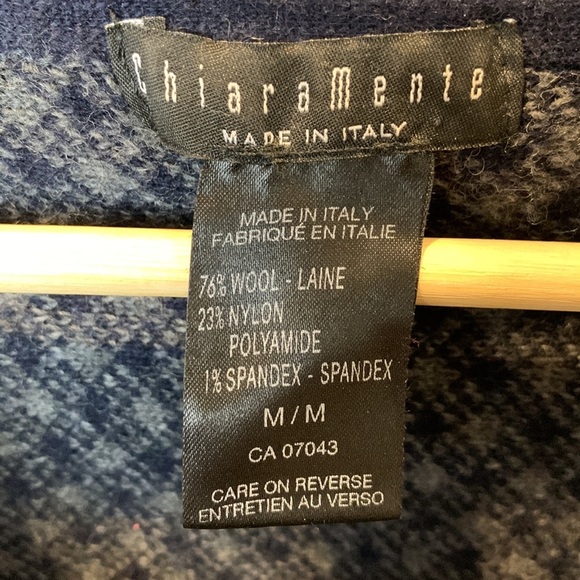 ChiaraMente
MADE IN ITALY
MADE IN ITALY
FABRIQUÉ EN ITALIE
76% WOOL - LAINE
23% NYLON
POLYAMIDE
1% SPANDEX - SPANDEX
M / M
CA 07043
CARE ON REVERSE
ENTRETIEN AU VERSO